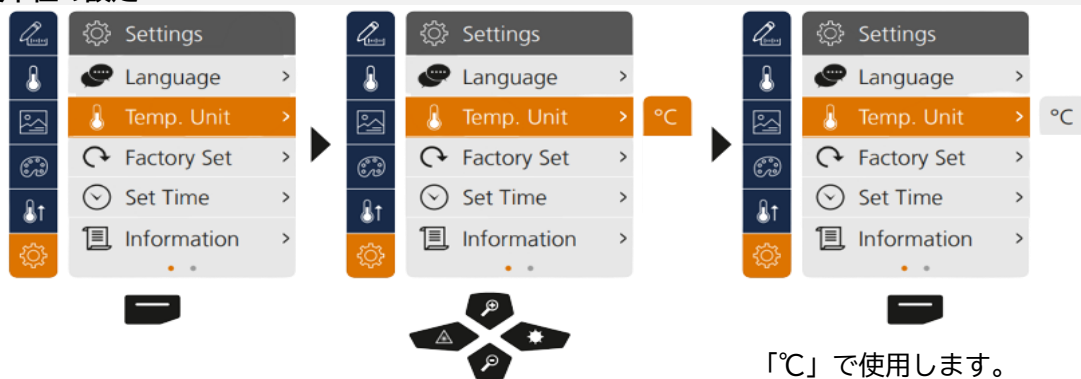 Settings
Language
Temp. Unit
Factory Set
Set Time
Information
Settings
Language
Temp. Unit
°C
Factory Set
Set Time
Information
Settings
Language
Temp. Unit
°C
Factory Set
Set Time
Information
「℃」で使用します。